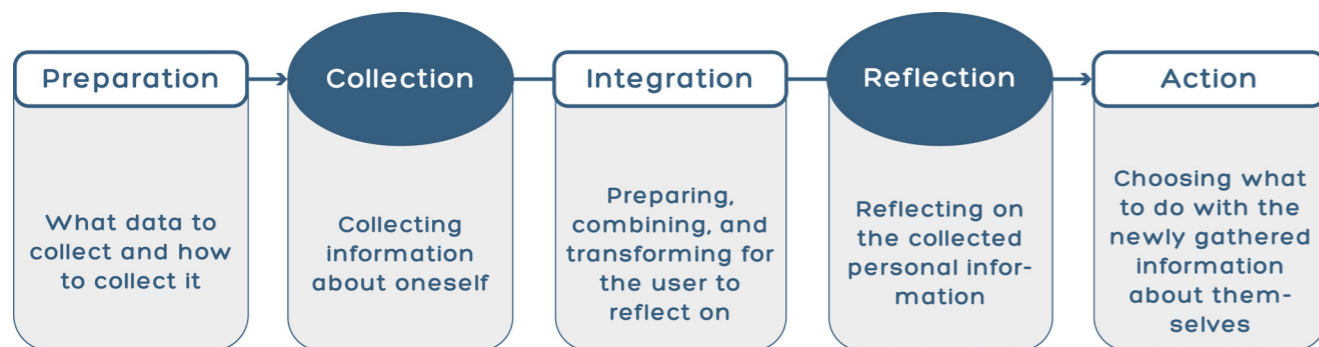 Preparation
Collection
Integration
Reflection
Action
What data to
collect and how
to collect it
Collecting
information
about oneself
Preparing,
combining, and
transforming for
the user to
reflect on
Reflecting on
the collected
personal infor-
mation
Choosing what
to do with the
newly gathered
information
about them-
selves